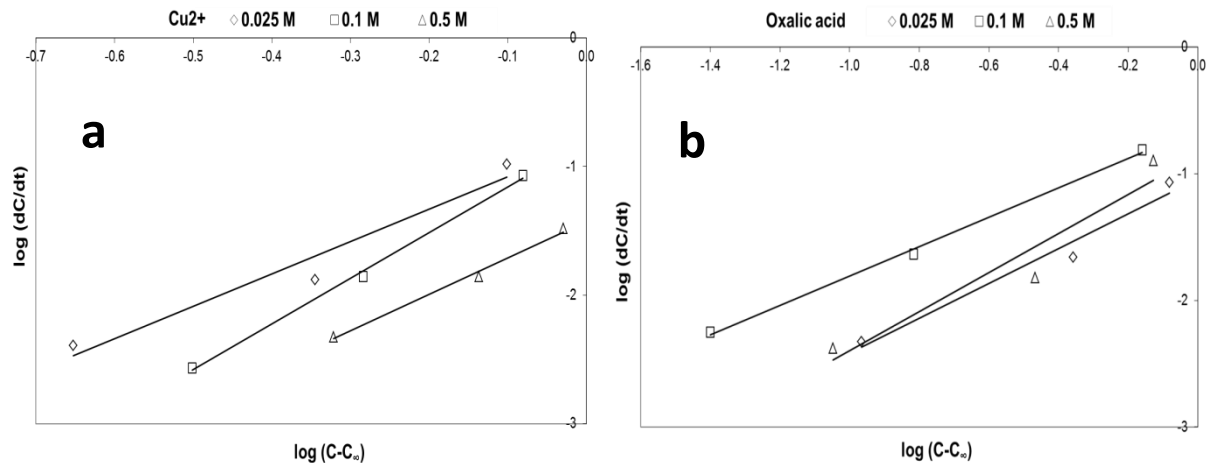 Cu2+ ◇ 0.025 M □ 0.1 M △ 0.5 M
-0.7 -0.6 -0.5 -0.4 -0.3 -0.2 -0.1 0.0
0
-1
-2
-3
a
log (dC/dt)
log (C-C∞)
Oxalic acid ◇ 0.025 M □ 0.1 M △ 0.5 M
-1.6 -1.4 -1.2 -1.0 -0.8 -0.6 -0.4 -0.2 0.0
0
-1
-2
-3
b
log (dC/dt)
log (C-C∞)